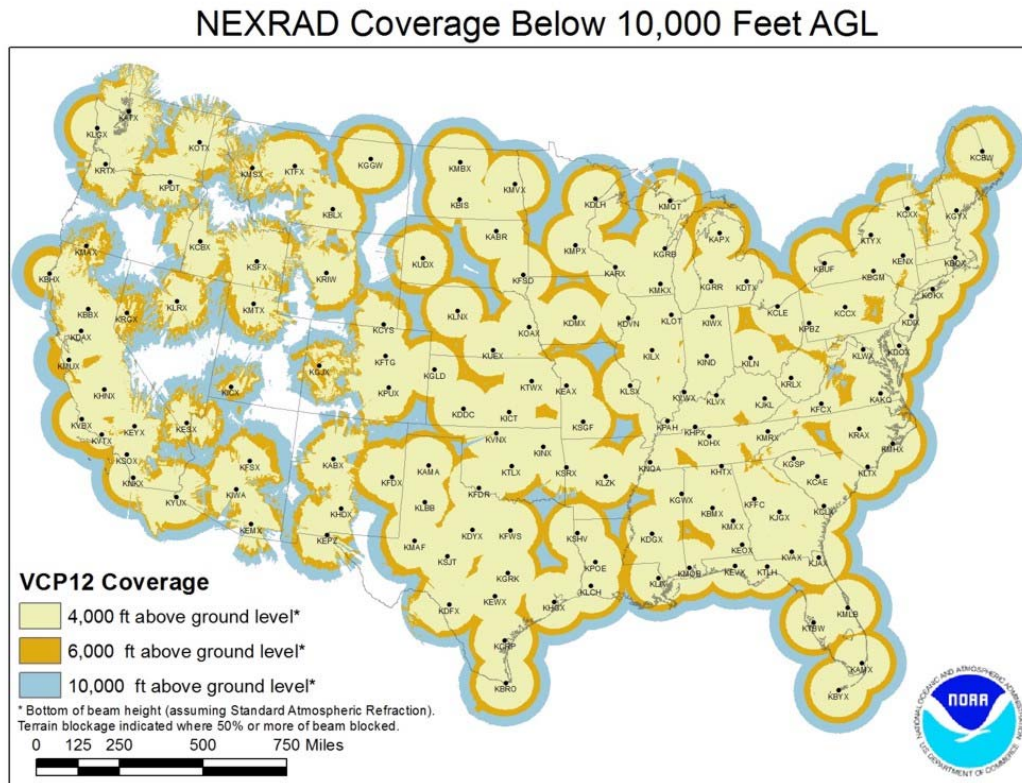 NEXRAD Coverage Below 10,000 Feet AGL
KATX
KLGX
KOTX
KRTX
KPDT
KMSX
KTFX
KGGW
KBLX
KMBX
KMVX
KBIS
KDLH
KMQT
KCBW
KCXX
KGYX
KTYX
KMAX
KBHX
KCBX
KSFX
KRIW
KUDX
KABR
KMPX
KGRB
KAPX
KFSD
KARX
KBUF
KENX
KBGM
KBOX
KBBX
KRGX
KLRX
KMTX
KMKX
KGRR
KDTX
KOKX
KDAX
KCYS
KLNX
KOAX
KDMX
KDVN
KLOT
KIWX
KCLE
KPBZ
KCCX
KDIX
KMUX
KHNX
KICX
KGJX
KFTG
KPUX
KGLD
KUEX
KILX
KIND
KILN
KLWX
KDOX
KTWX
KEAX
KLSX
KRLX
KVBX
KVTX
KEYX
KESX
KDDC
KICT
KSGF
KVWX
KLVX
KJKL
KFCX
KAKQ
KVNX
KPAH
KHPX
KOHX
KMRX
KRAX
KMHX
KSOX
KNKX
KFSX
KABX
KAMA
KTLX
KINX
KSRX
KNQA
KLTX
KYUX
KIWA
KFDX
KFDR
KLZK
KHTX
KGSP
KCAE
KEMX
KHDX
KEPZ
KLBB
KGWX
KBMX
KFFC
KJGX
KCLX
KMAF
KDYX
KFWS
KSHV
KDGX
KMXX
KSJT
KPOE
KEOX
KVAX
KJAX
KGRK
KLCH
KLIX
KMOB
KEVX
KTLH
KDFX
KEWX
KHGX
KMLB
KCRP
KTBW
KBRO
KAMX
KBYX
VCP12 Coverage
4,000 ft above ground level*
6,000 ft above ground level*
10,000 ft above ground level*
* Bottom of beam height (assuming Standard Atmospheric Refraction).
Terrain blockage indicated where 50% or more of beam blocked.
0 125 250 500 750 Miles
NATIONAL OCEANIC AND ATMOSPHERIC ADMINISTRATION
NOAA
U.S. DEPARTMENT OF COMMERCE